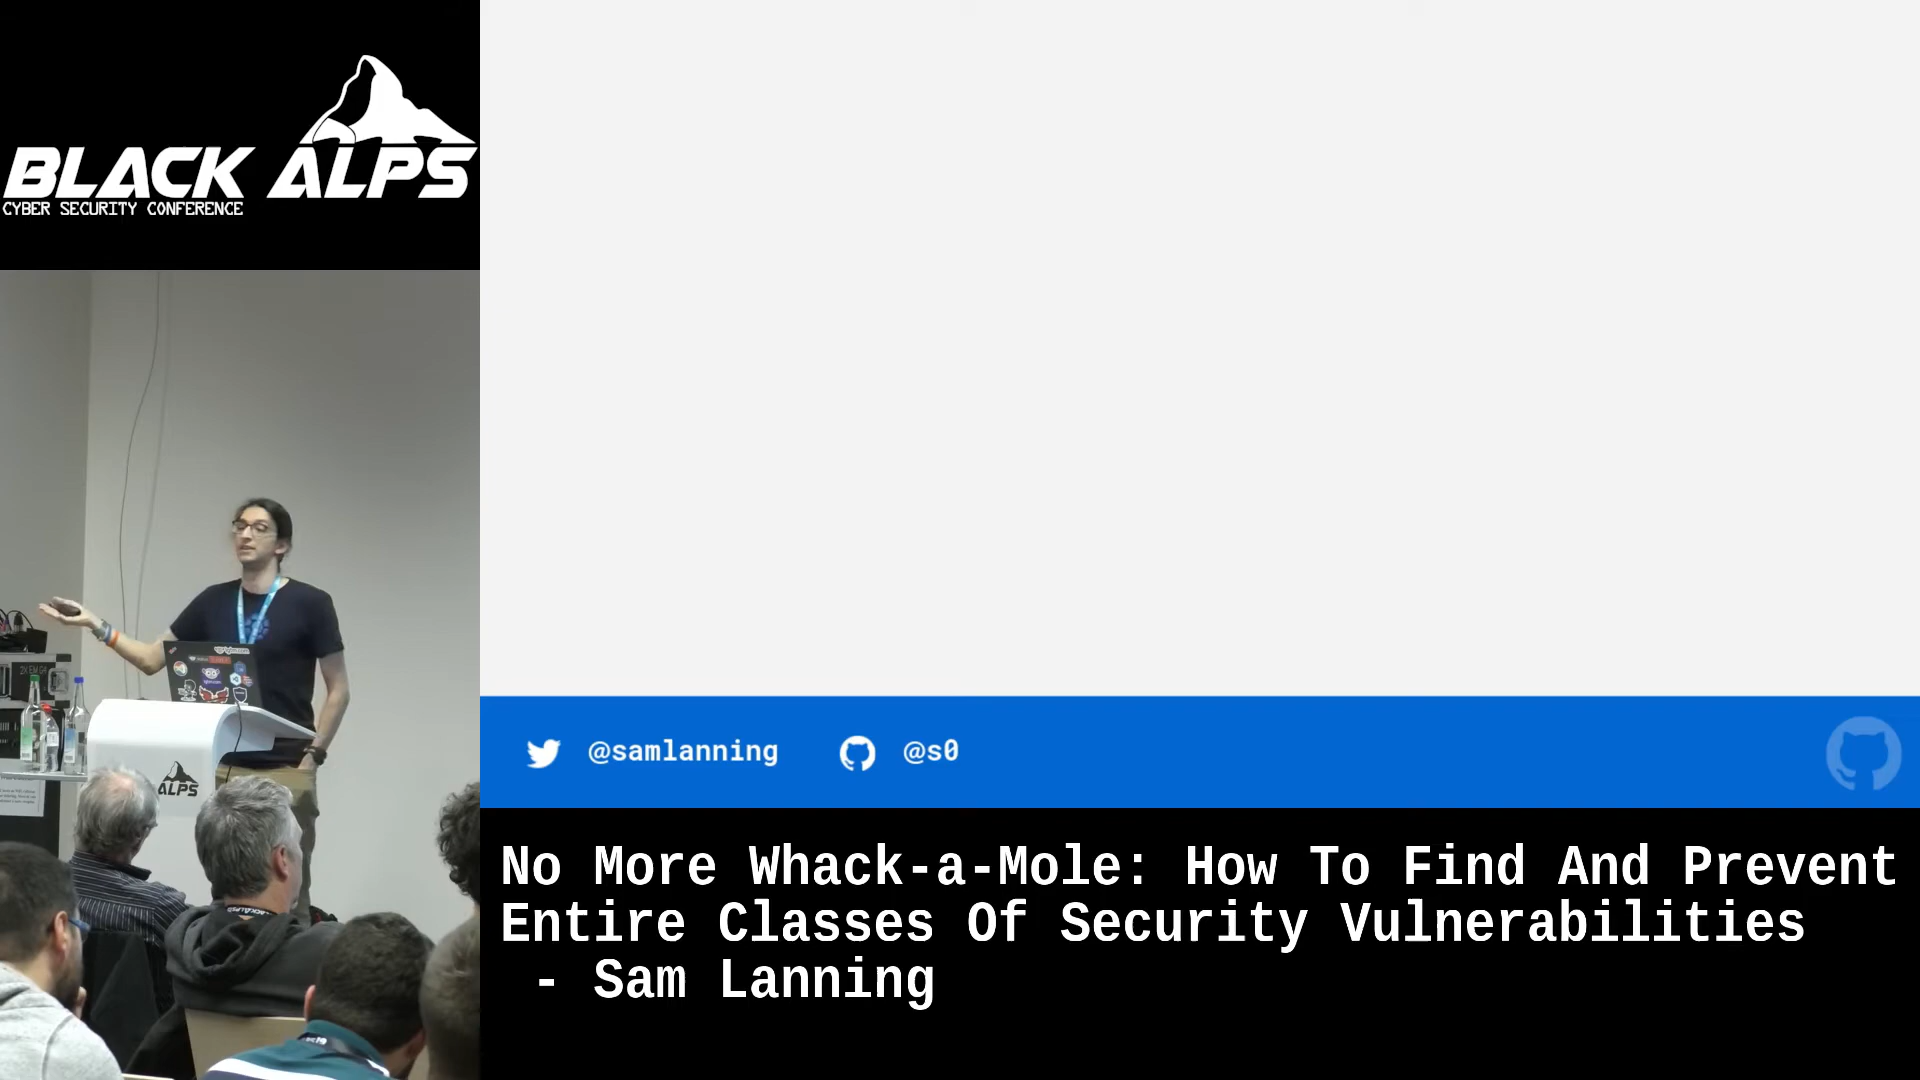 BLACK ALPS
CYBER SECURITY CONFERENCE
ALPS
@samlanning @s0
No More Whack-a-Mole: How To Find And Prevent
Entire Classes Of Security Vulnerabilities
- Sam Lanning